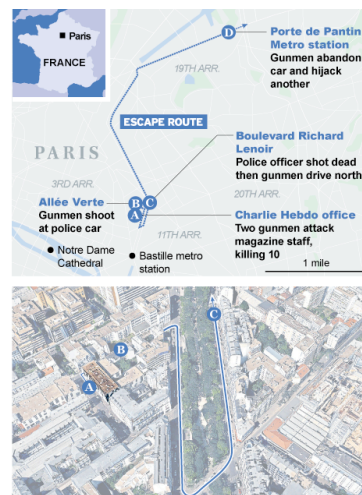 Paris
FRANCE
D
Porte de Pantin
Metro station
Gunmen abandon
car and hijack
another
19TH ARR.
ESCAPE ROUTE
Boulevard Richard
Lenoir
Police officer shot dead
then gunmen drive north
PARIS
3RD ARR.
20TH ARR.
Allée Verte
Gunmen shoot
at police car
B
C
A
Charlie Hebdo office
Two gunmen attack
magazine staff,
killing 10
11TH ARR.
Notre Dame
Cathedral
Bastille metro
station
1 mile
C
B
A